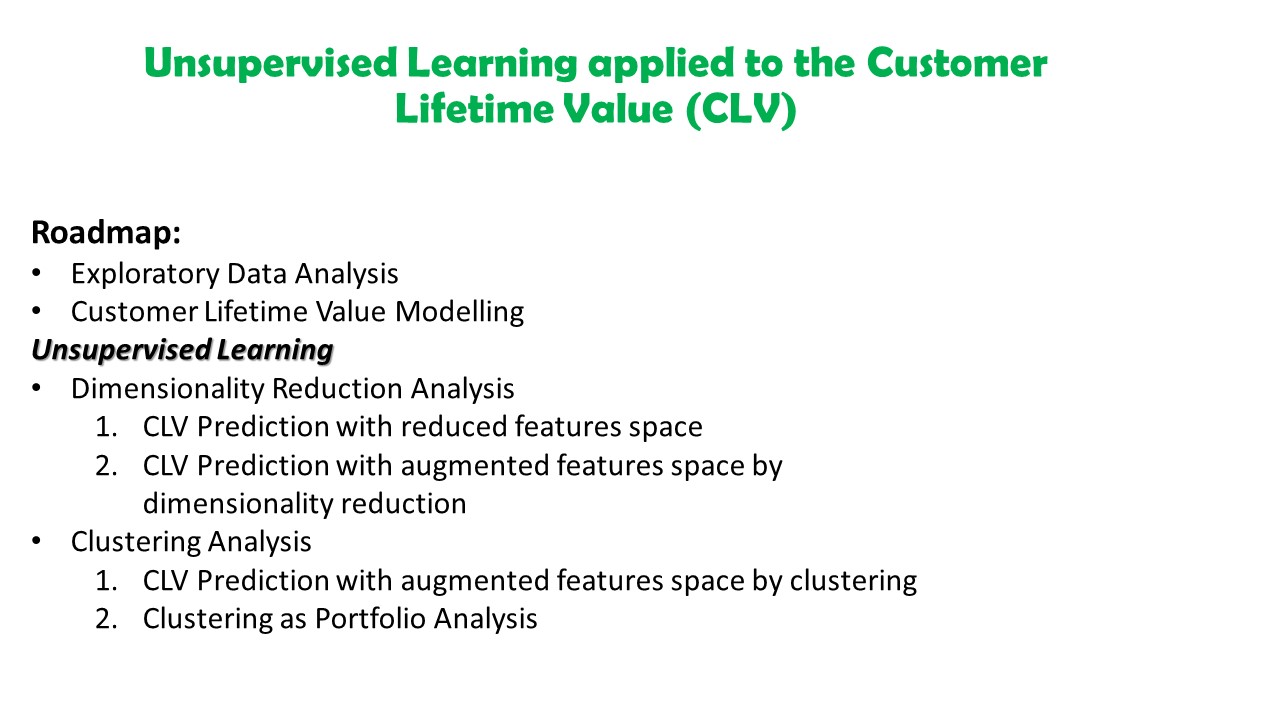 Unsupervised Learning applied to the Customer
Lifetime Value (CLV)
Roadmap:
• Exploratory Data Analysis
• Customer Lifetime Value Modelling
Unsupervised Learning
• Dimensionality Reduction Analysis
1. CLV Prediction with reduced features space
2. CLV Prediction with augmented features space by
dimensionality reduction
• Clustering Analysis
1. CLV Prediction with augmented features space by clustering
2. Clustering as Portfolio Analysis